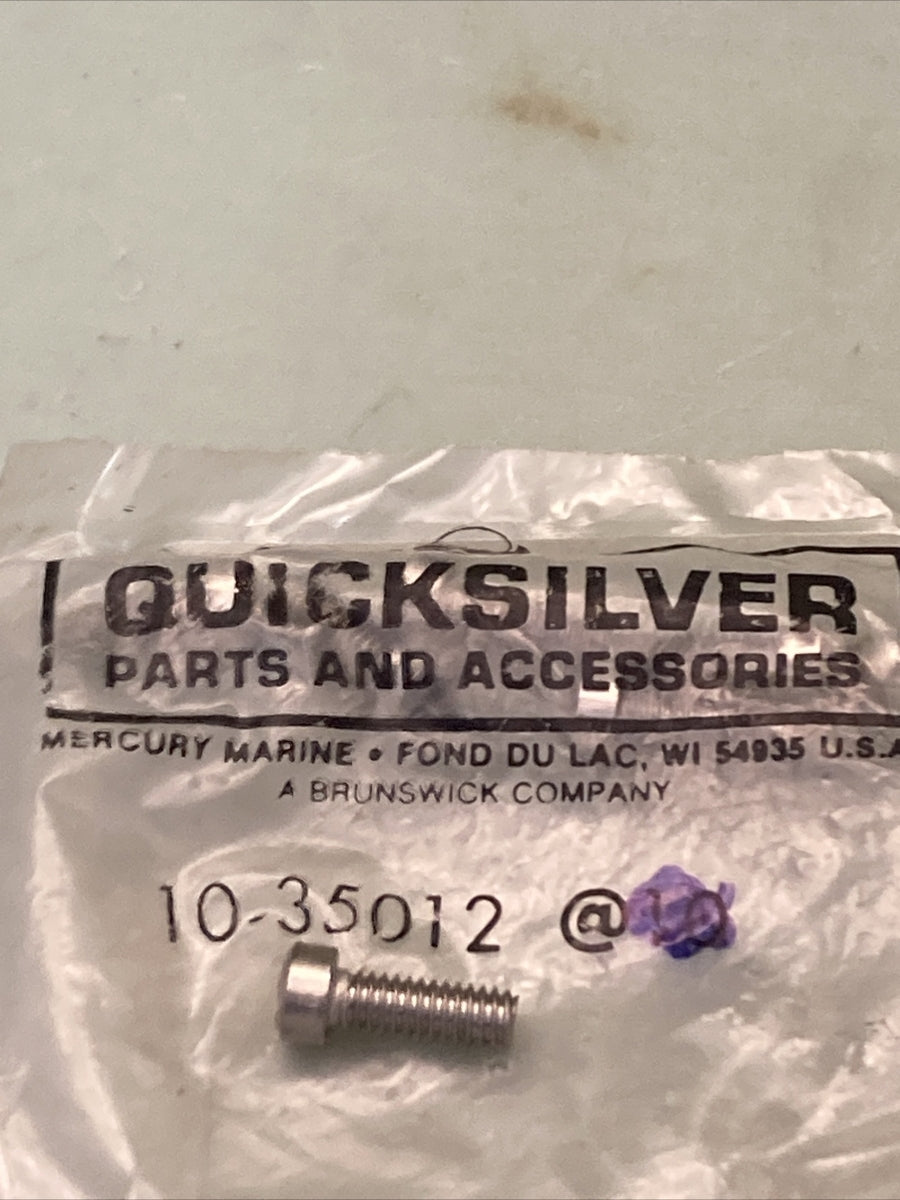 QUICKSILVER
PARTS AND ACCESSORIES
MERCURY MARINE • FOND DU LAC, WI 54935 U.S.A
A BRUNSWICK COMPANY
10-35012 @